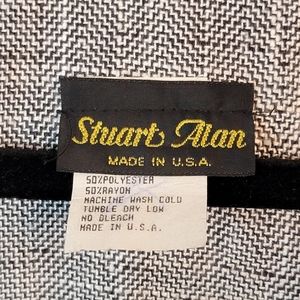 Stuart Alan
MADE IN U.S.A.
50%POLYESTER
50%RAYON
MACHINE WASH COLD
TUMBLE DRY LOW
NO BLEACH
MADE IN U.S.A.